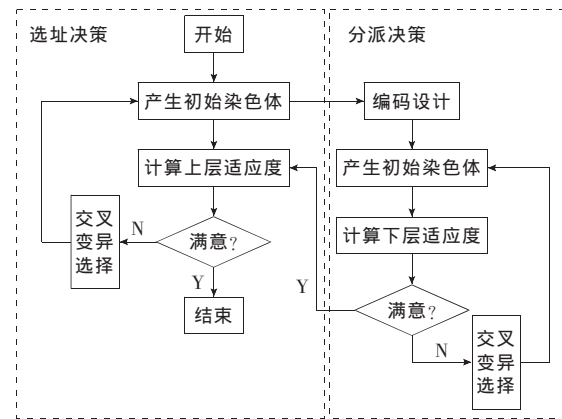 选址决策
开始
产生初始染色体
计算上层适应度
满意?
N
交叉
变异
选择
Y
结束
分派决策
编码设计
产生初始染色体
计算下层适应度
满意?
Y
N
交叉
变异
选择